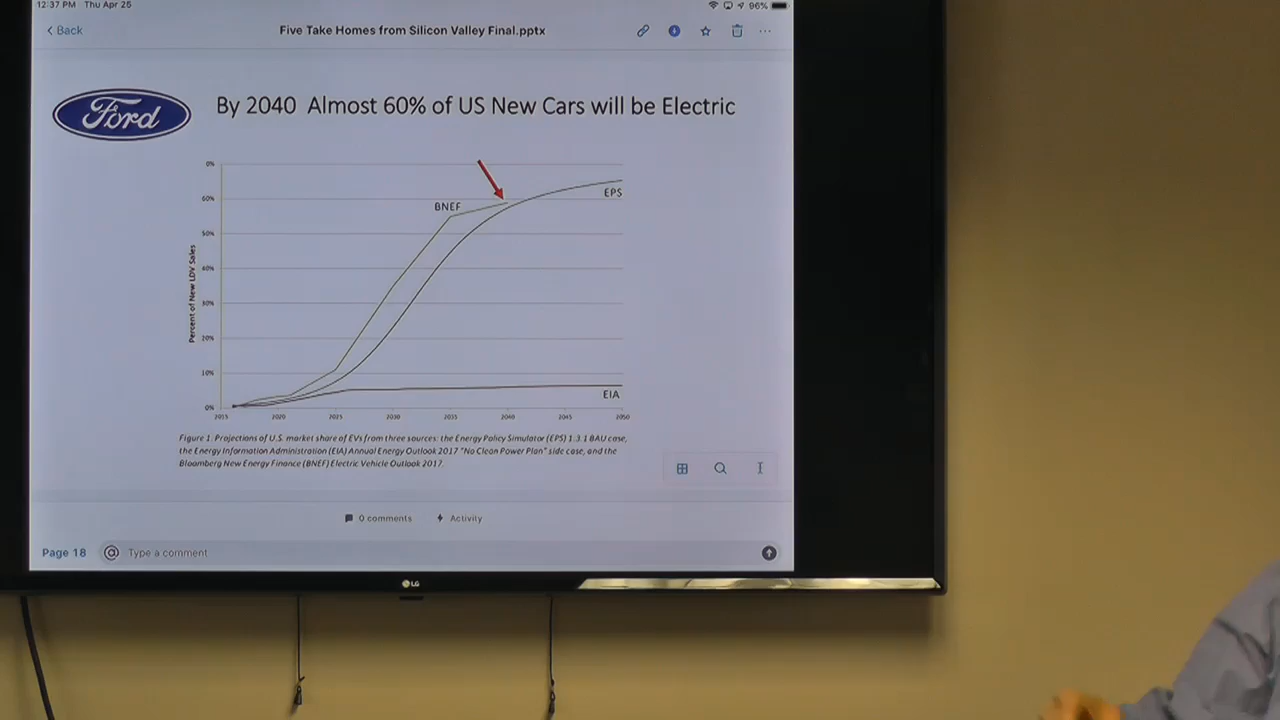 12:37 PM Thu Apr 25
96%
Back
Five Take Homes from Silicon Valley Final.pptx
Ford
By 2040 Almost 60% of US New Cars will be Electric
0%
60%
50%
40%
30%
20%
10%
0%
Percent of New LDV Sales
BNEF
EPS
EIA
2015 2020 2025 2030 2035 2040 2045 2050
Figure 1: Projections of U.S. market share of EVs from three sources: the Energy Policy Simulator (EPS) 1.3.1 BAU case,
the Energy Information Administration (EIA) Annual Energy Outlook 2017 "No Clean Power Plan" side case, and the
Bloomberg New Energy Finance (BNEF) Electric Vehicle Outlook 2017.
0 comments Activity
Page 18 @ Type a comment
LG